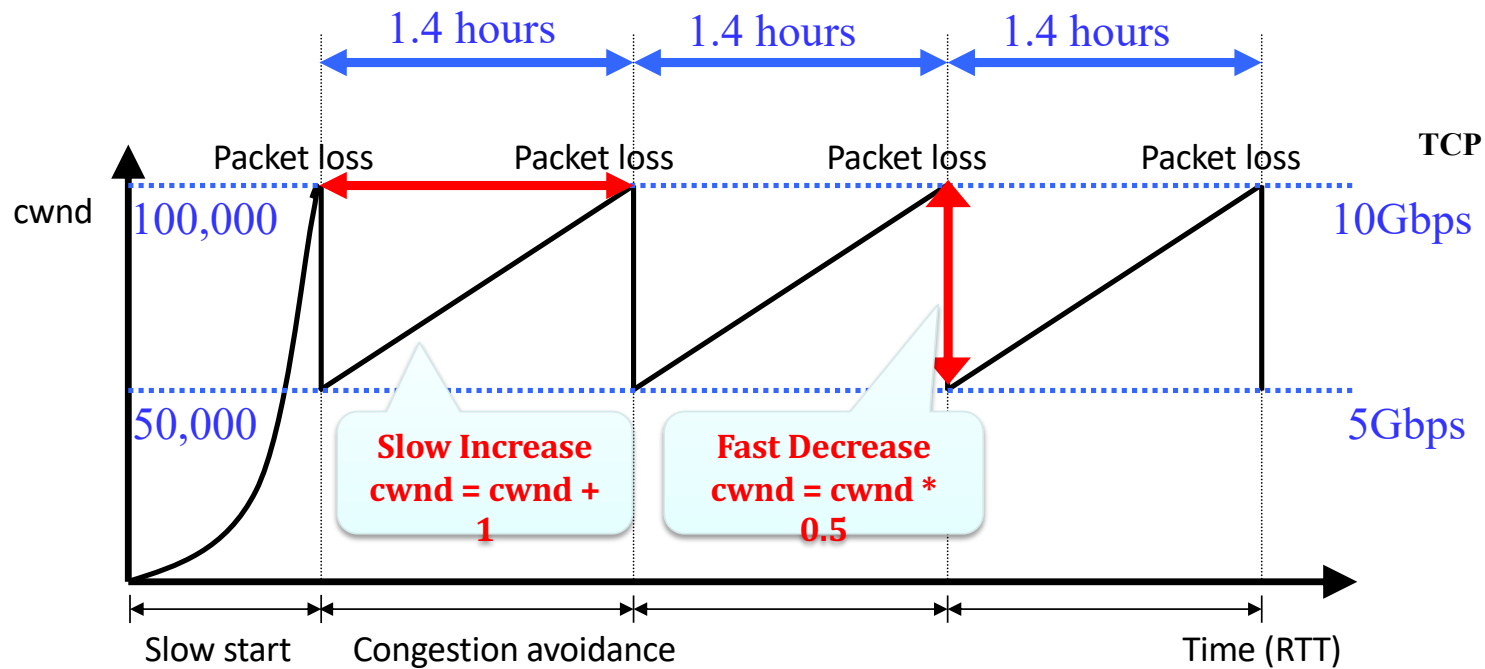 1.4 hours
1.4 hours
1.4 hours
TCP
Packet loss
Packet loss
Packet loss
Packet loss
cwnd
100,000
10Gbps
50,000
5Gbps
Slow Increase
cwnd = cwnd +
1
Fast Decrease
cwnd = cwnd *
0.5
Slow start
Congestion avoidance
Time (RTT)